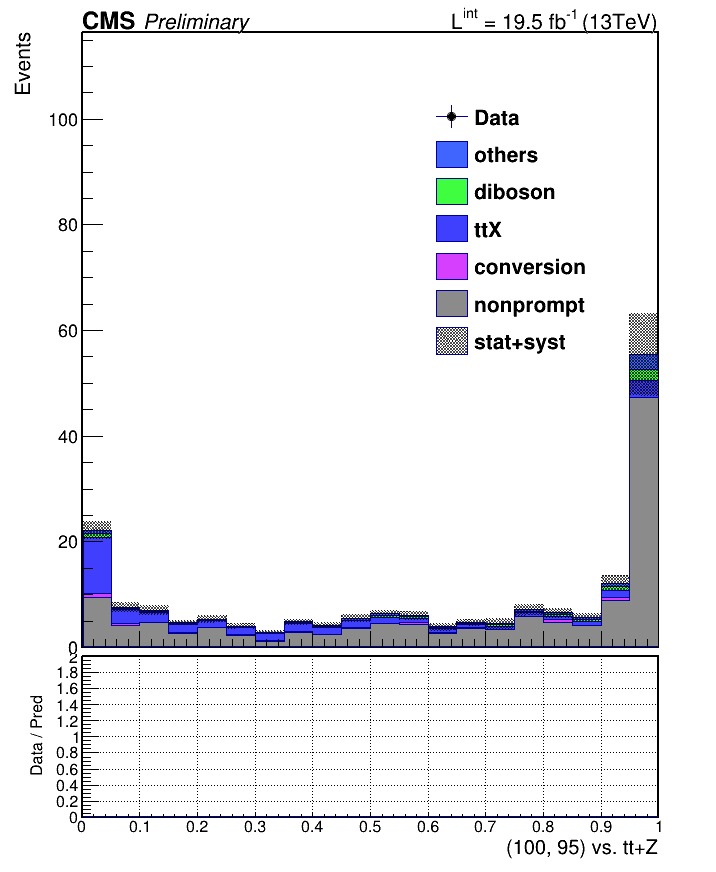 CMS Preliminary L^int = 19.5 fb^-1 (13TeV)
Events
100
80
60
40
20
0
Data
others
diboson
ttX
conversion
nonprompt
stat+syst
Data / Pred
2
1.8
1.6
1.4
1.2
1
0.8
0.6
0.4
0.2
0
0 0.1 0.2 0.3 0.4 0.5 0.6 0.7 0.8 0.9 1
(100, 95) vs. tt+Z